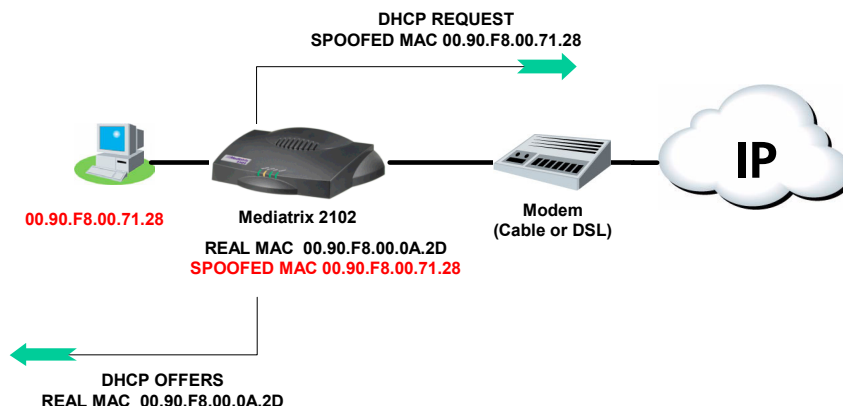 DHCP REQUEST
SPOOFED MAC 00.90.F8.00.71.28
IP
00.90.F8.00.71.28
Mediatrix 2102
Modem
(Cable or DSL)
REAL MAC 00.90.F8.00.0A.2D
SPOOFED MAC 00.90.F8.00.71.28
DHCP OFFERS
REAL MAC 00.90.F8.00.0A.2D